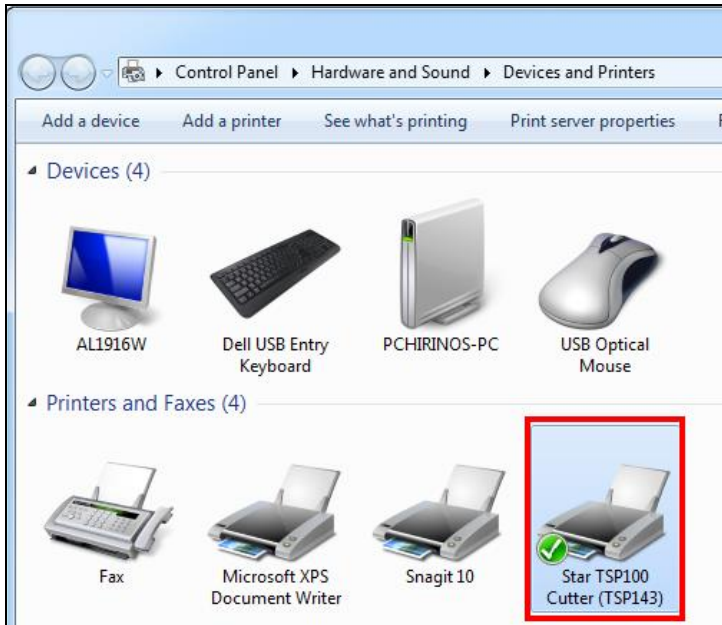 Control Panel Hardware and Sound Devices and Printers
Add a device Add a printer See what's printing Print server properties
Devices (4)
AL1916W
Dell USB Entry
Keyboard
PCHIRINOS-PC
USB Optical
Mouse
Printers and Faxes (4)
Fax
Microsoft XPS
Document Writer
Snagit 10
Star TSP100
Cutter (TSP143)